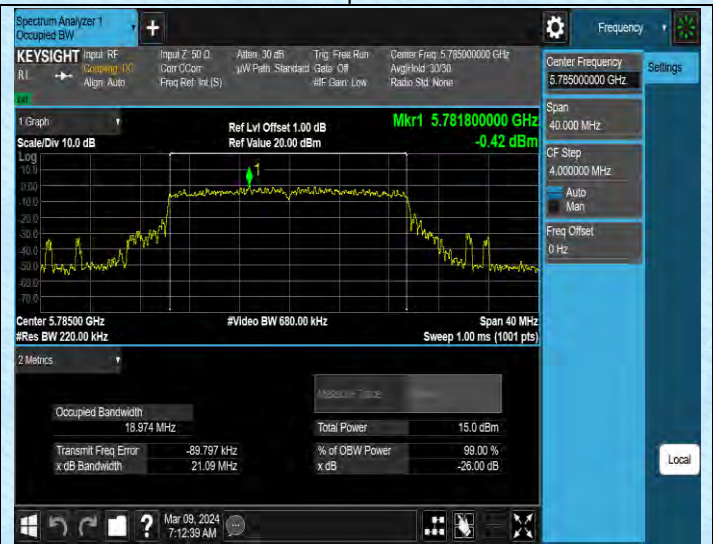 Spectrum Analyzer 1
Occupied BW
+
Frequency
KEYSIGHT
RL
Input: RF
Coupling: DC
Align: Auto
Input Z: 50 Ω
Corr CCorr
Freq Ref: Int (S)
Atten: 30 dB
µW Path: Standard
Trig: Free Run
Gate: Off
#IF Gain: Low
Center Freq: 5.785000000 GHz
Avg|Hold: 30/30
Radio Std: None
1 Graph
Scale/Div 10.0 dB
Ref Lvl Offset 1.00 dB
Ref Value 20.00 dBm
Mkr1 5.781800000 GHz
-0.42 dBm
Log
10.0
0.00
-10.0
-20.0
-30.0
-40.0
-50.0
-60.0
-70.0
1
Center 5.78500 GHz
#Res BW 220.00 kHz
#Video BW 680.00 kHz
Span 40 MHz
Sweep 1.00 ms (1001 pts)
2 Metrics
Measure Trace
Occupied Bandwidth
18.974 MHz
Total Power
15.0 dBm
Transmit Freq Error
-89.797 kHz
% of OBW Power
99.00 %
x dB Bandwidth
21.09 MHz
x dB
-26.00 dB
Center Frequency
5.785000000 GHz
Settings
Span
40.000 MHz
CF Step
4.000000 MHz
Auto
Man
Freq Offset
0 Hz
Local
?
Mar 09, 2024
7:12:39 AM